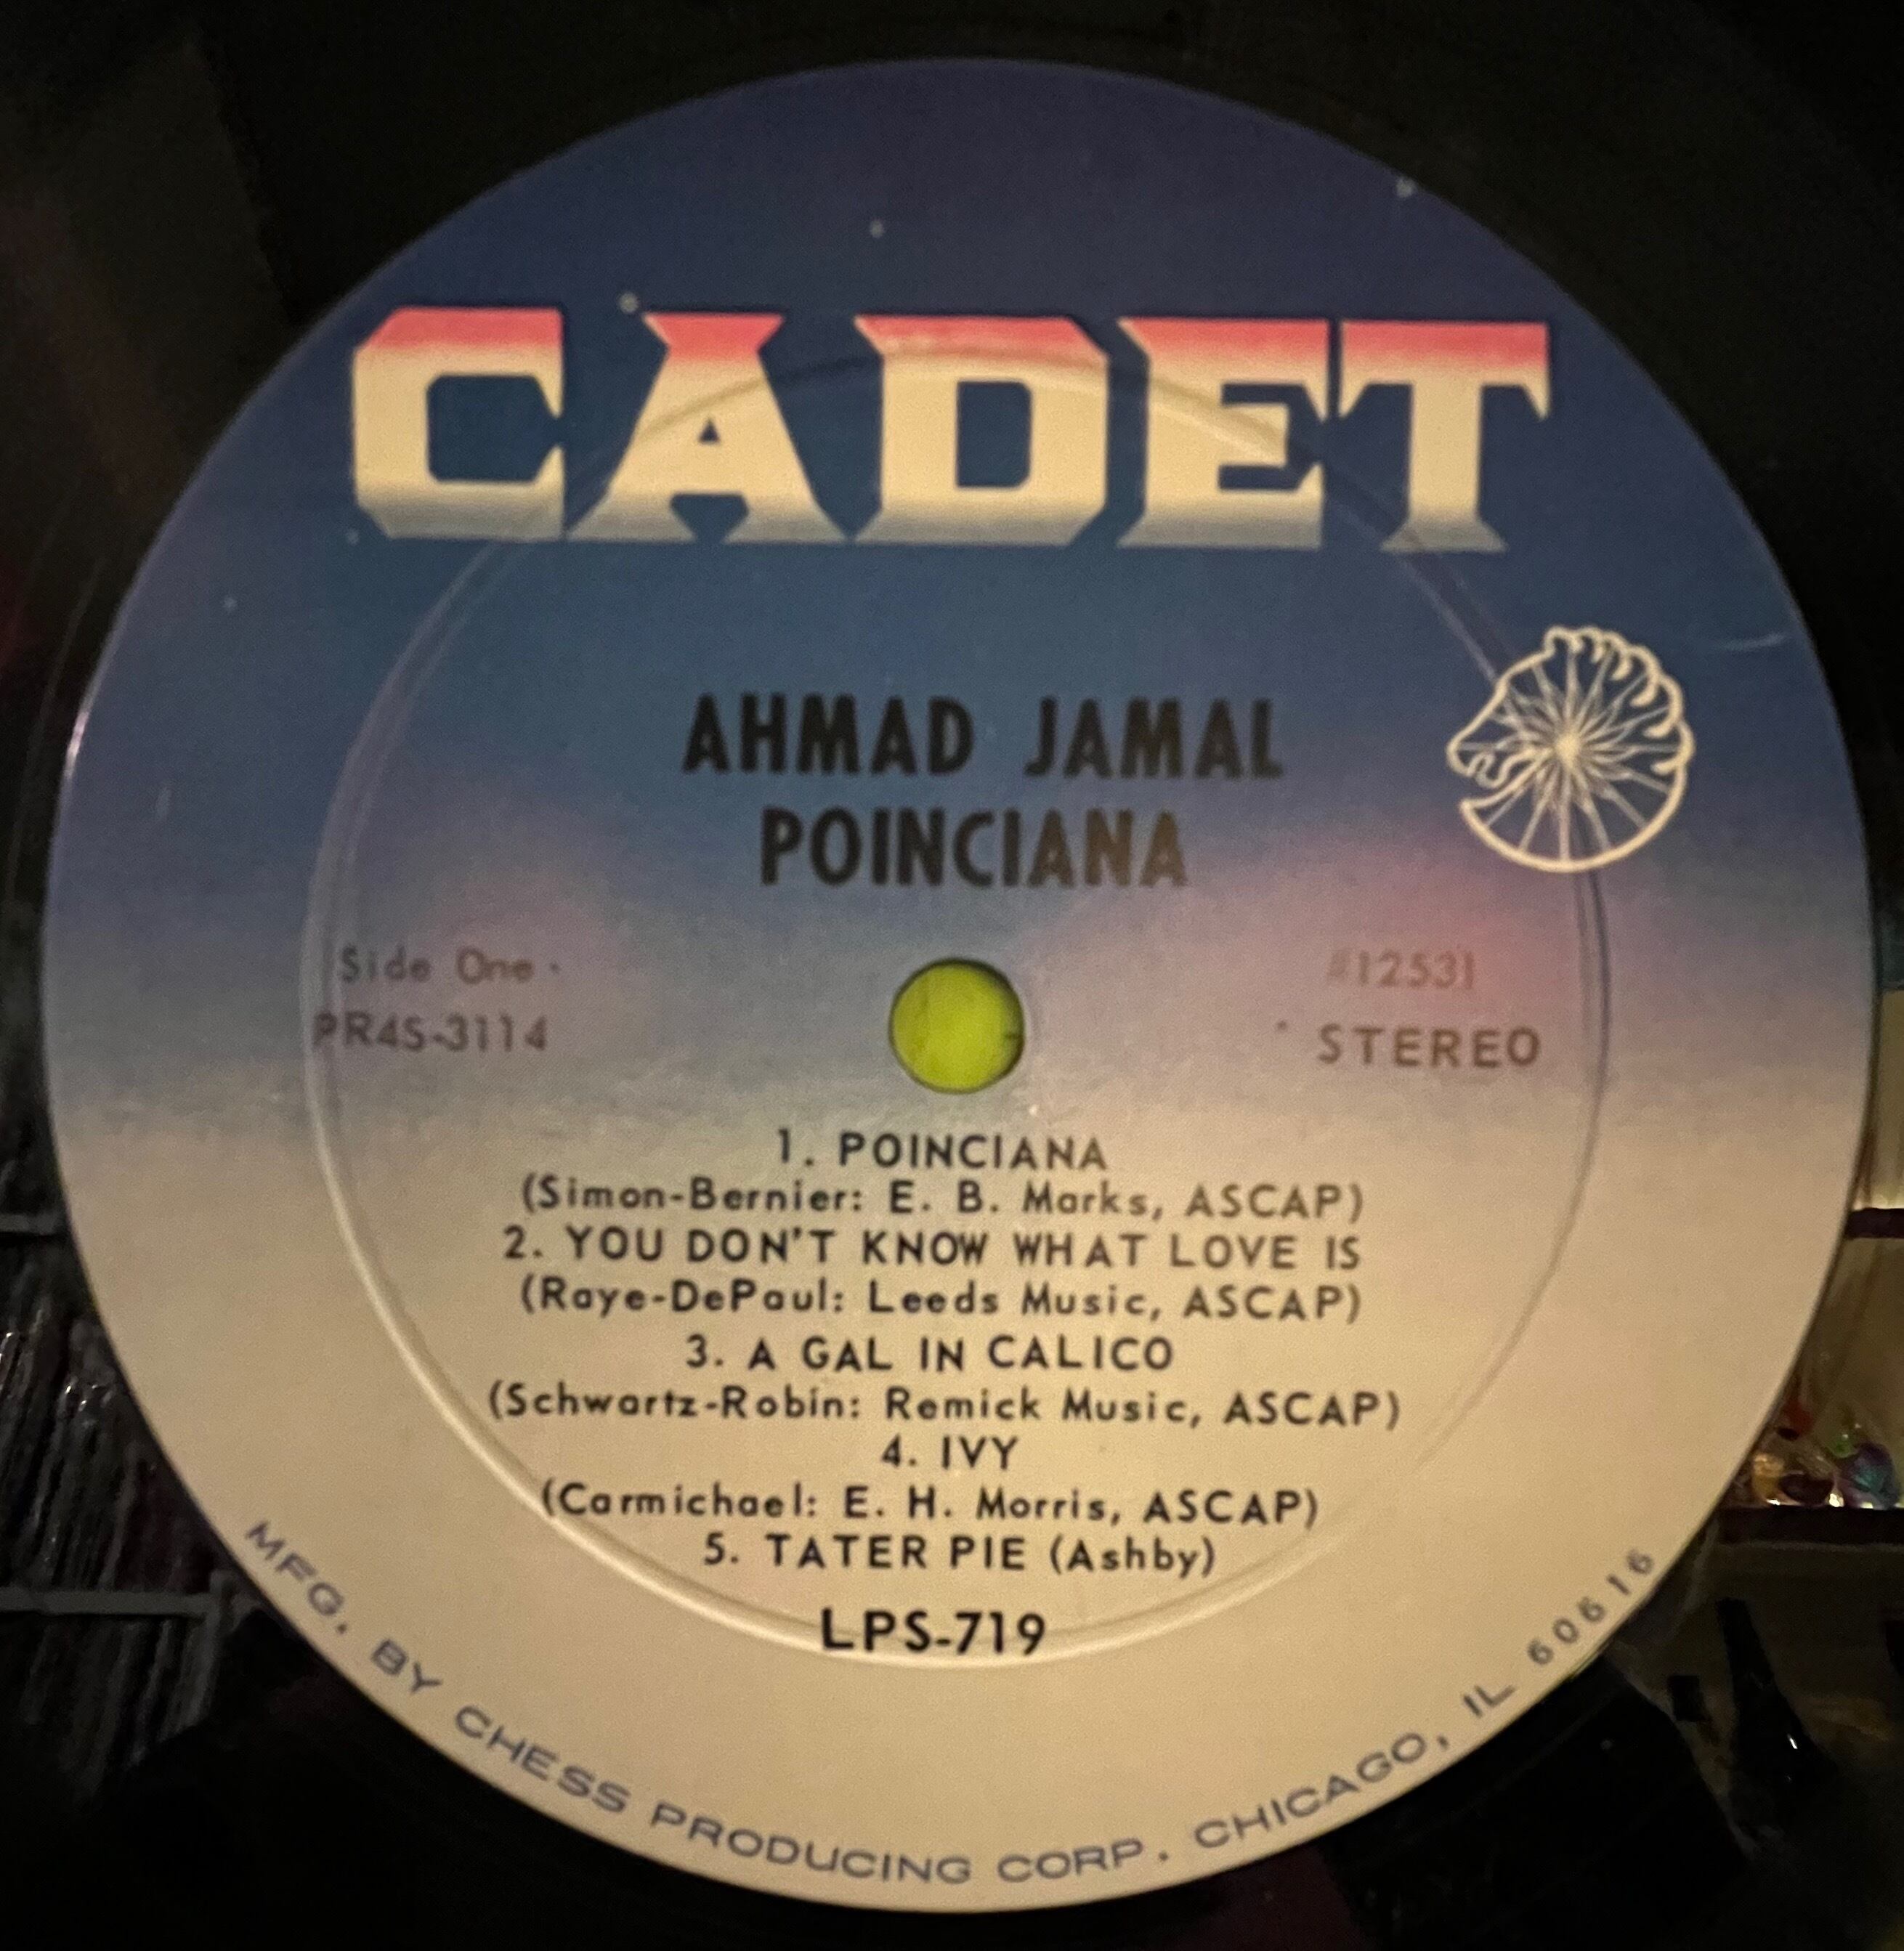 CADET
AHMAD JAMAL
POINCIANA
Side One
PR4S-3114
#12531
STEREO
1. POINCIANA
(Simon-Bernier: E. B. Marks, ASCAP)
2. YOU DON'T KNOW WHAT LOVE IS
(Raye-DePaul: Leeds Music, ASCAP)
3. A GAL IN CALICO
(Schwartz-Robin: Remick Music, ASCAP)
4. IVY
(Carmichael: E. H. Morris, ASCAP)
5. TATER PIE (Ashby)
LPS-719
MFG. BY CHESS PRODUCING CORP. CHICAGO, IL 60616